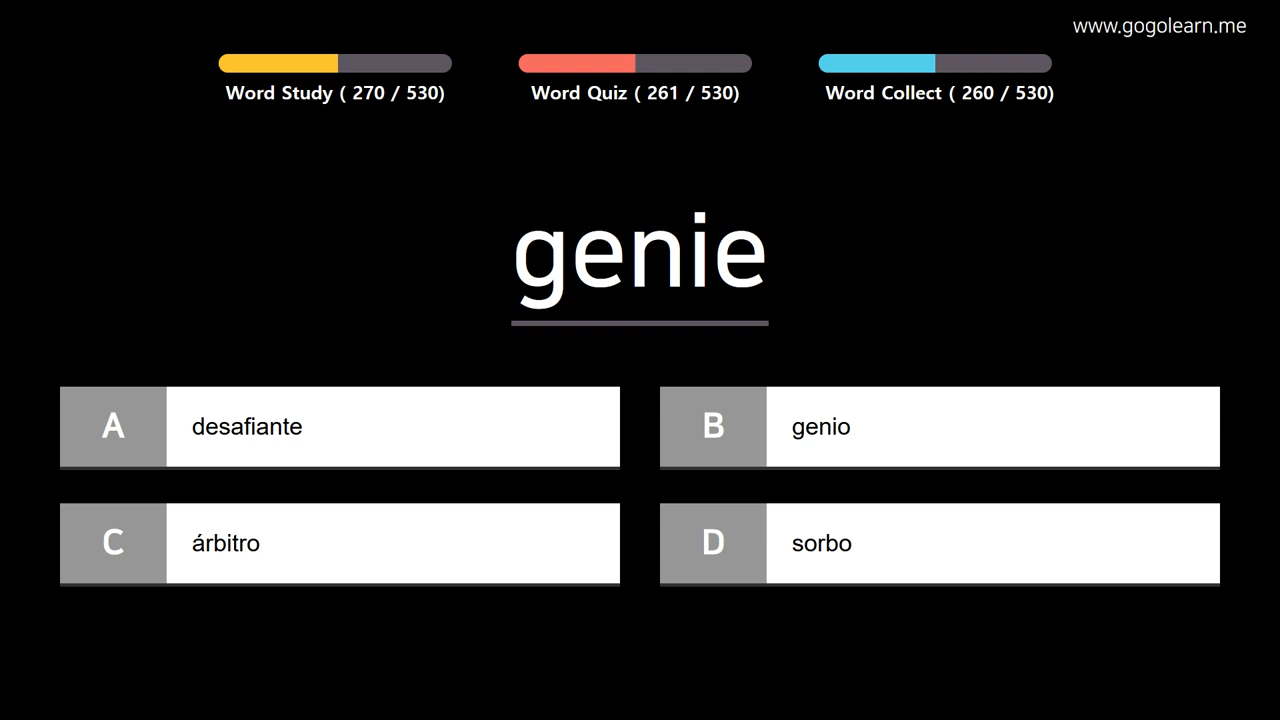 www.gogolearn.me
Word Study ( 270 / 530)
Word Quiz ( 261 / 530)
Word Collect ( 260 / 530)
genie
A desafiante
B genio
C árbitro
D sorbo